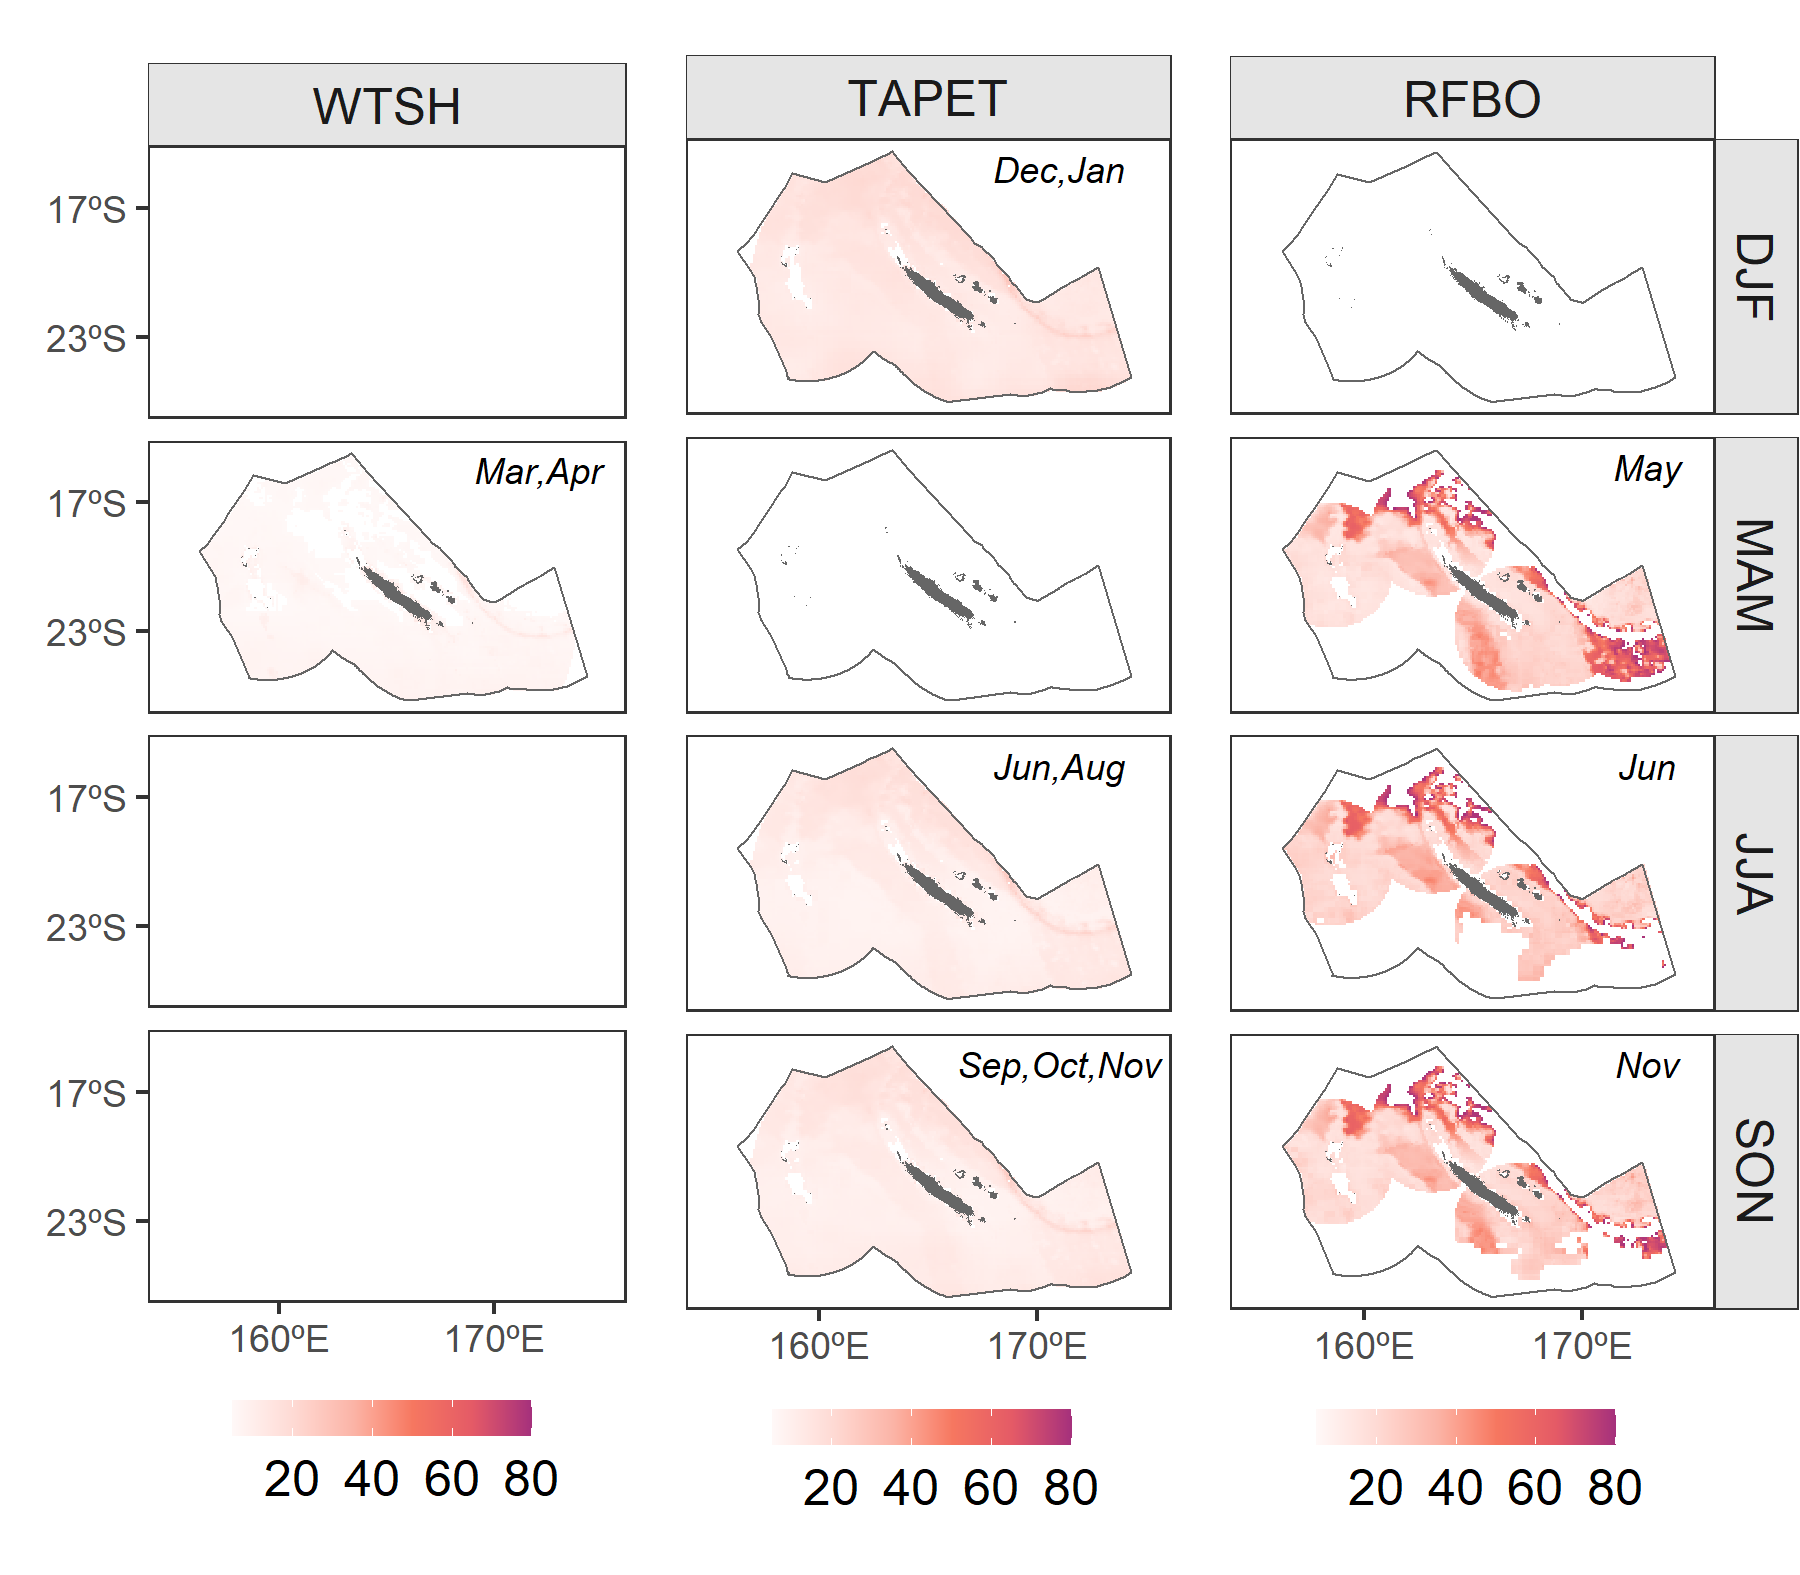 WTSH
TAPET
RFBO
17ºS
23ºS
Dec,Jan
DJF
17ºS
23ºS
Mar,Apr
May
MAM
17ºS
23ºS
Jun,Aug
Jun
JJA
17ºS
23ºS
Sep,Oct,Nov
Nov
SON
160ºE 170ºE
160ºE 170ºE
160ºE 170ºE
20 40 60 80
20 40 60 80
20 40 60 80